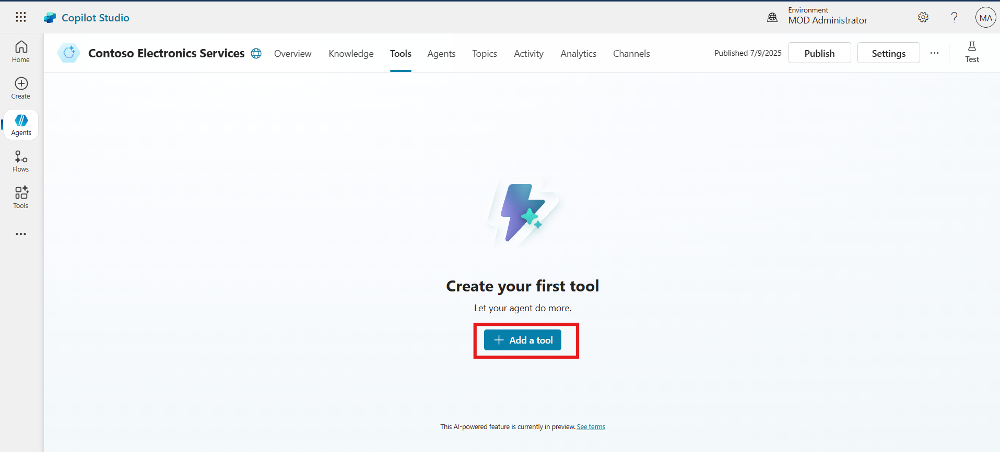 Copilot Studio
Environment
MOD Administrator
?
MA
Home
Create
Agents
Flows
Tools
Contoso Electronics Services
Overview
Knowledge
Tools
Agents
Topics
Activity
Analytics
Channels
Published 7/9/2025
Publish
Settings
Test
Create your first tool
Let your agent do more.
+ Add a tool
This AI-powered feature is currently in preview. See terms